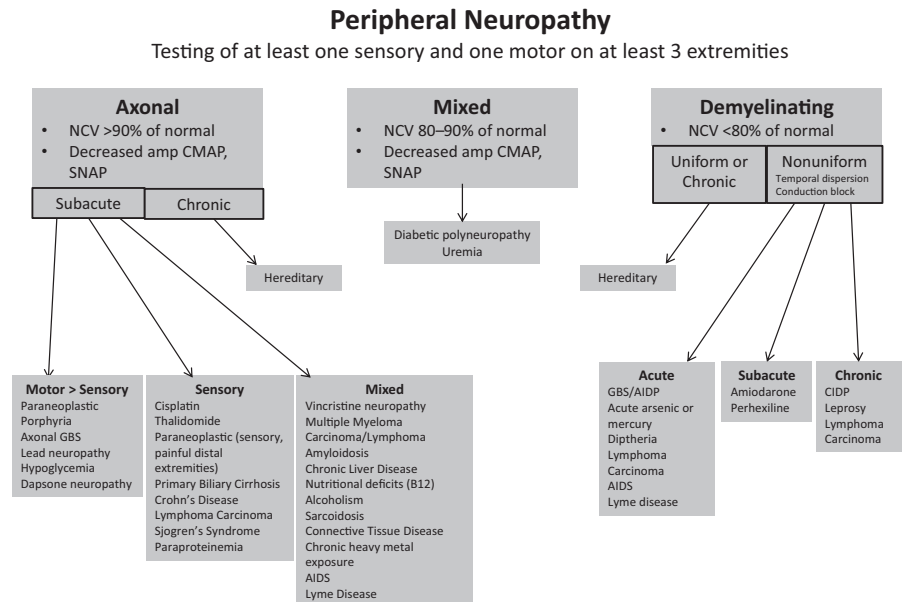 Peripheral Neuropathy
Testing of at least one sensory and one motor on at least 3 extremities
Axonal
• NCV >90% of normal
• Decreased amp CMAP,
SNAP
Subacute
Chronic
Hereditary
Mixed
• NCV 80–90% of normal
• Decreased amp CMAP,
SNAP
Diabetic polyneuropathy
Uremia
Demyelinating
• NCV <80% of normal
Uniform or
Chronic
Nonuniform
Temporal dispersion
Conduction block
Hereditary
Motor > Sensory
Paraneoplastic
Porphyria
Axonal GBS
Lead neuropathy
Hypoglycemia
Dapsone neuropathy
Sensory
Cisplatin
Thalidomide
Paraneoplastic (sensory,
painful distal
extremities)
Primary Biliary Cirrhosis
Crohn's Disease
Lymphoma Carcinoma
Sjogren's Syndrome
Paraproteinemia
Mixed
Vincristine neuropathy
Multiple Myeloma
Carcinoma/Lymphoma
Amyloidosis
Chronic Liver Disease
Nutritional deficits (B12)
Alcoholism
Sarcoidosis
Connective Tissue Disease
Chronic heavy metal
exposure
AIDS
Lyme Disease
Acute
GBS/AIDP
Acute arsenic or
mercury
Diptheria
Lymphoma
Carcinoma
AIDS
Lyme disease
Subacute
Amiodarone
Perhexiline
Chronic
CIDP
Leprosy
Lymphoma
Carcinoma